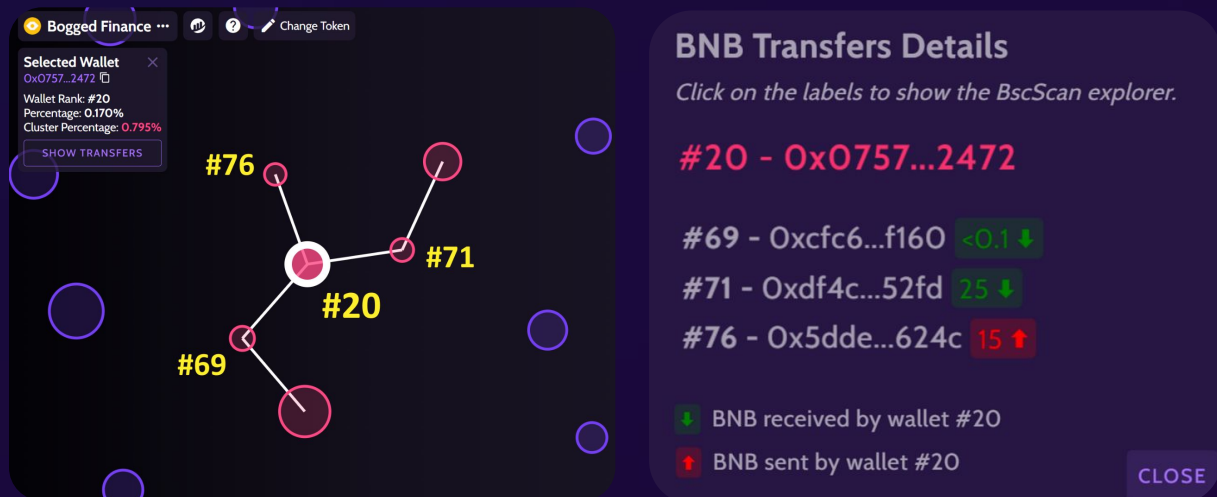 Bogged Finance ••• ? Change Token
Selected Wallet
0x0757...2472
Wallet Rank: #20
Percentage: 0.170%
Cluster Percentage: 0.795%
SHOW TRANSFERS
#76
#71
#20
#69
BNB Transfers Details
Click on the labels to show the BscScan explorer.
#20 - 0x0757...2472
#69 - 0xcfc6...f160 <0.1
#71 - 0xdf4c...52fd 25
#76 - 0x5dde...624c 15
BNB received by wallet #20
BNB sent by wallet #20
CLOSE